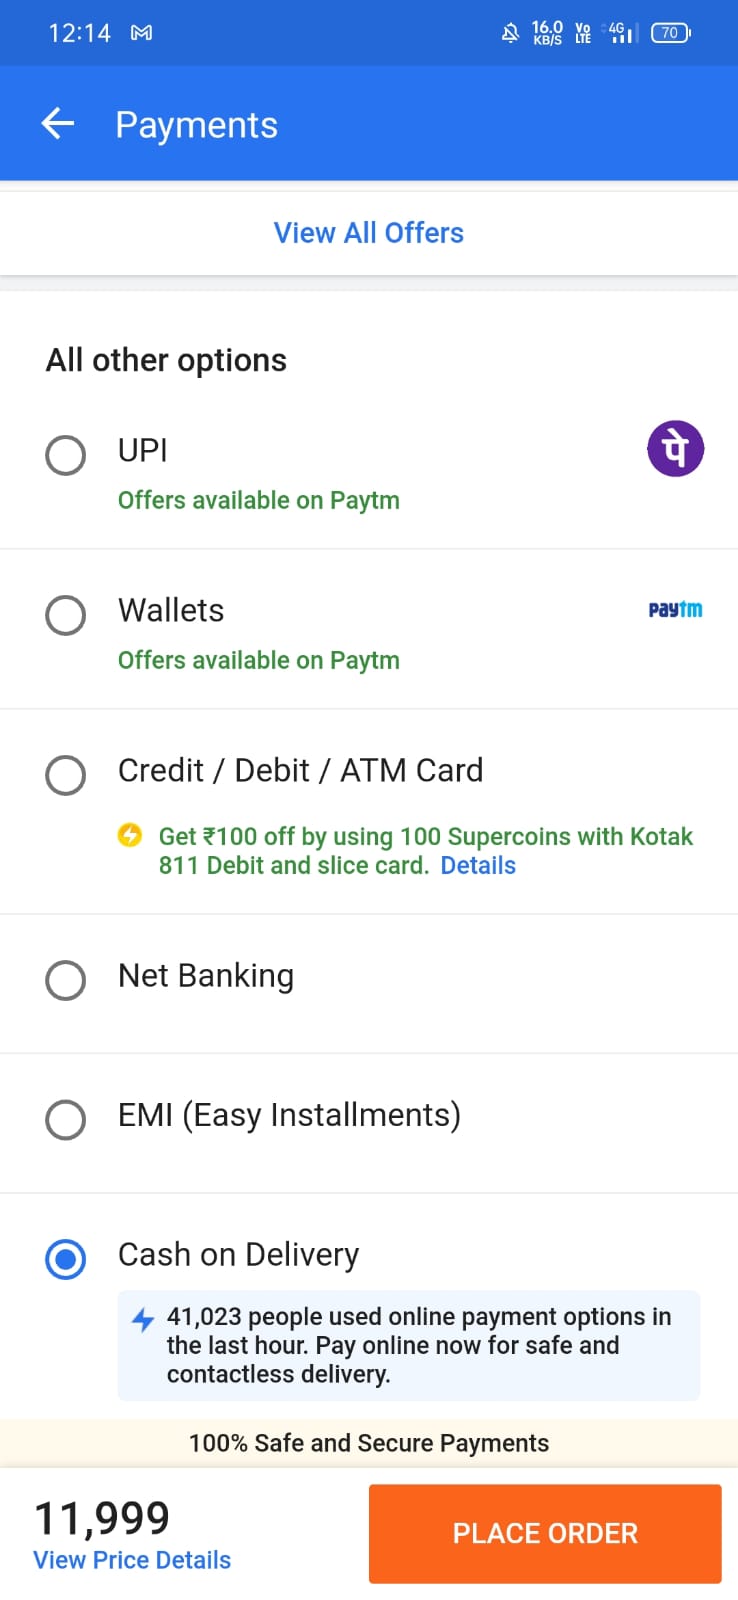 12:14
16.0
KB/S
Vo
LTE
4G
70
Payments
View All Offers
All other options
UPI
पे
Offers available on Paytm
Wallets
paytm
Offers available on Paytm
Credit / Debit / ATM Card
Get ₹100 off by using 100 Supercoins with Kotak
811 Debit and slice card. Details
Net Banking
EMI (Easy Installments)
Cash on Delivery
41,023 people used online payment options in
the last hour. Pay online now for safe and
contactless delivery.
100% Safe and Secure Payments
11,999
View Price Details
PLACE ORDER